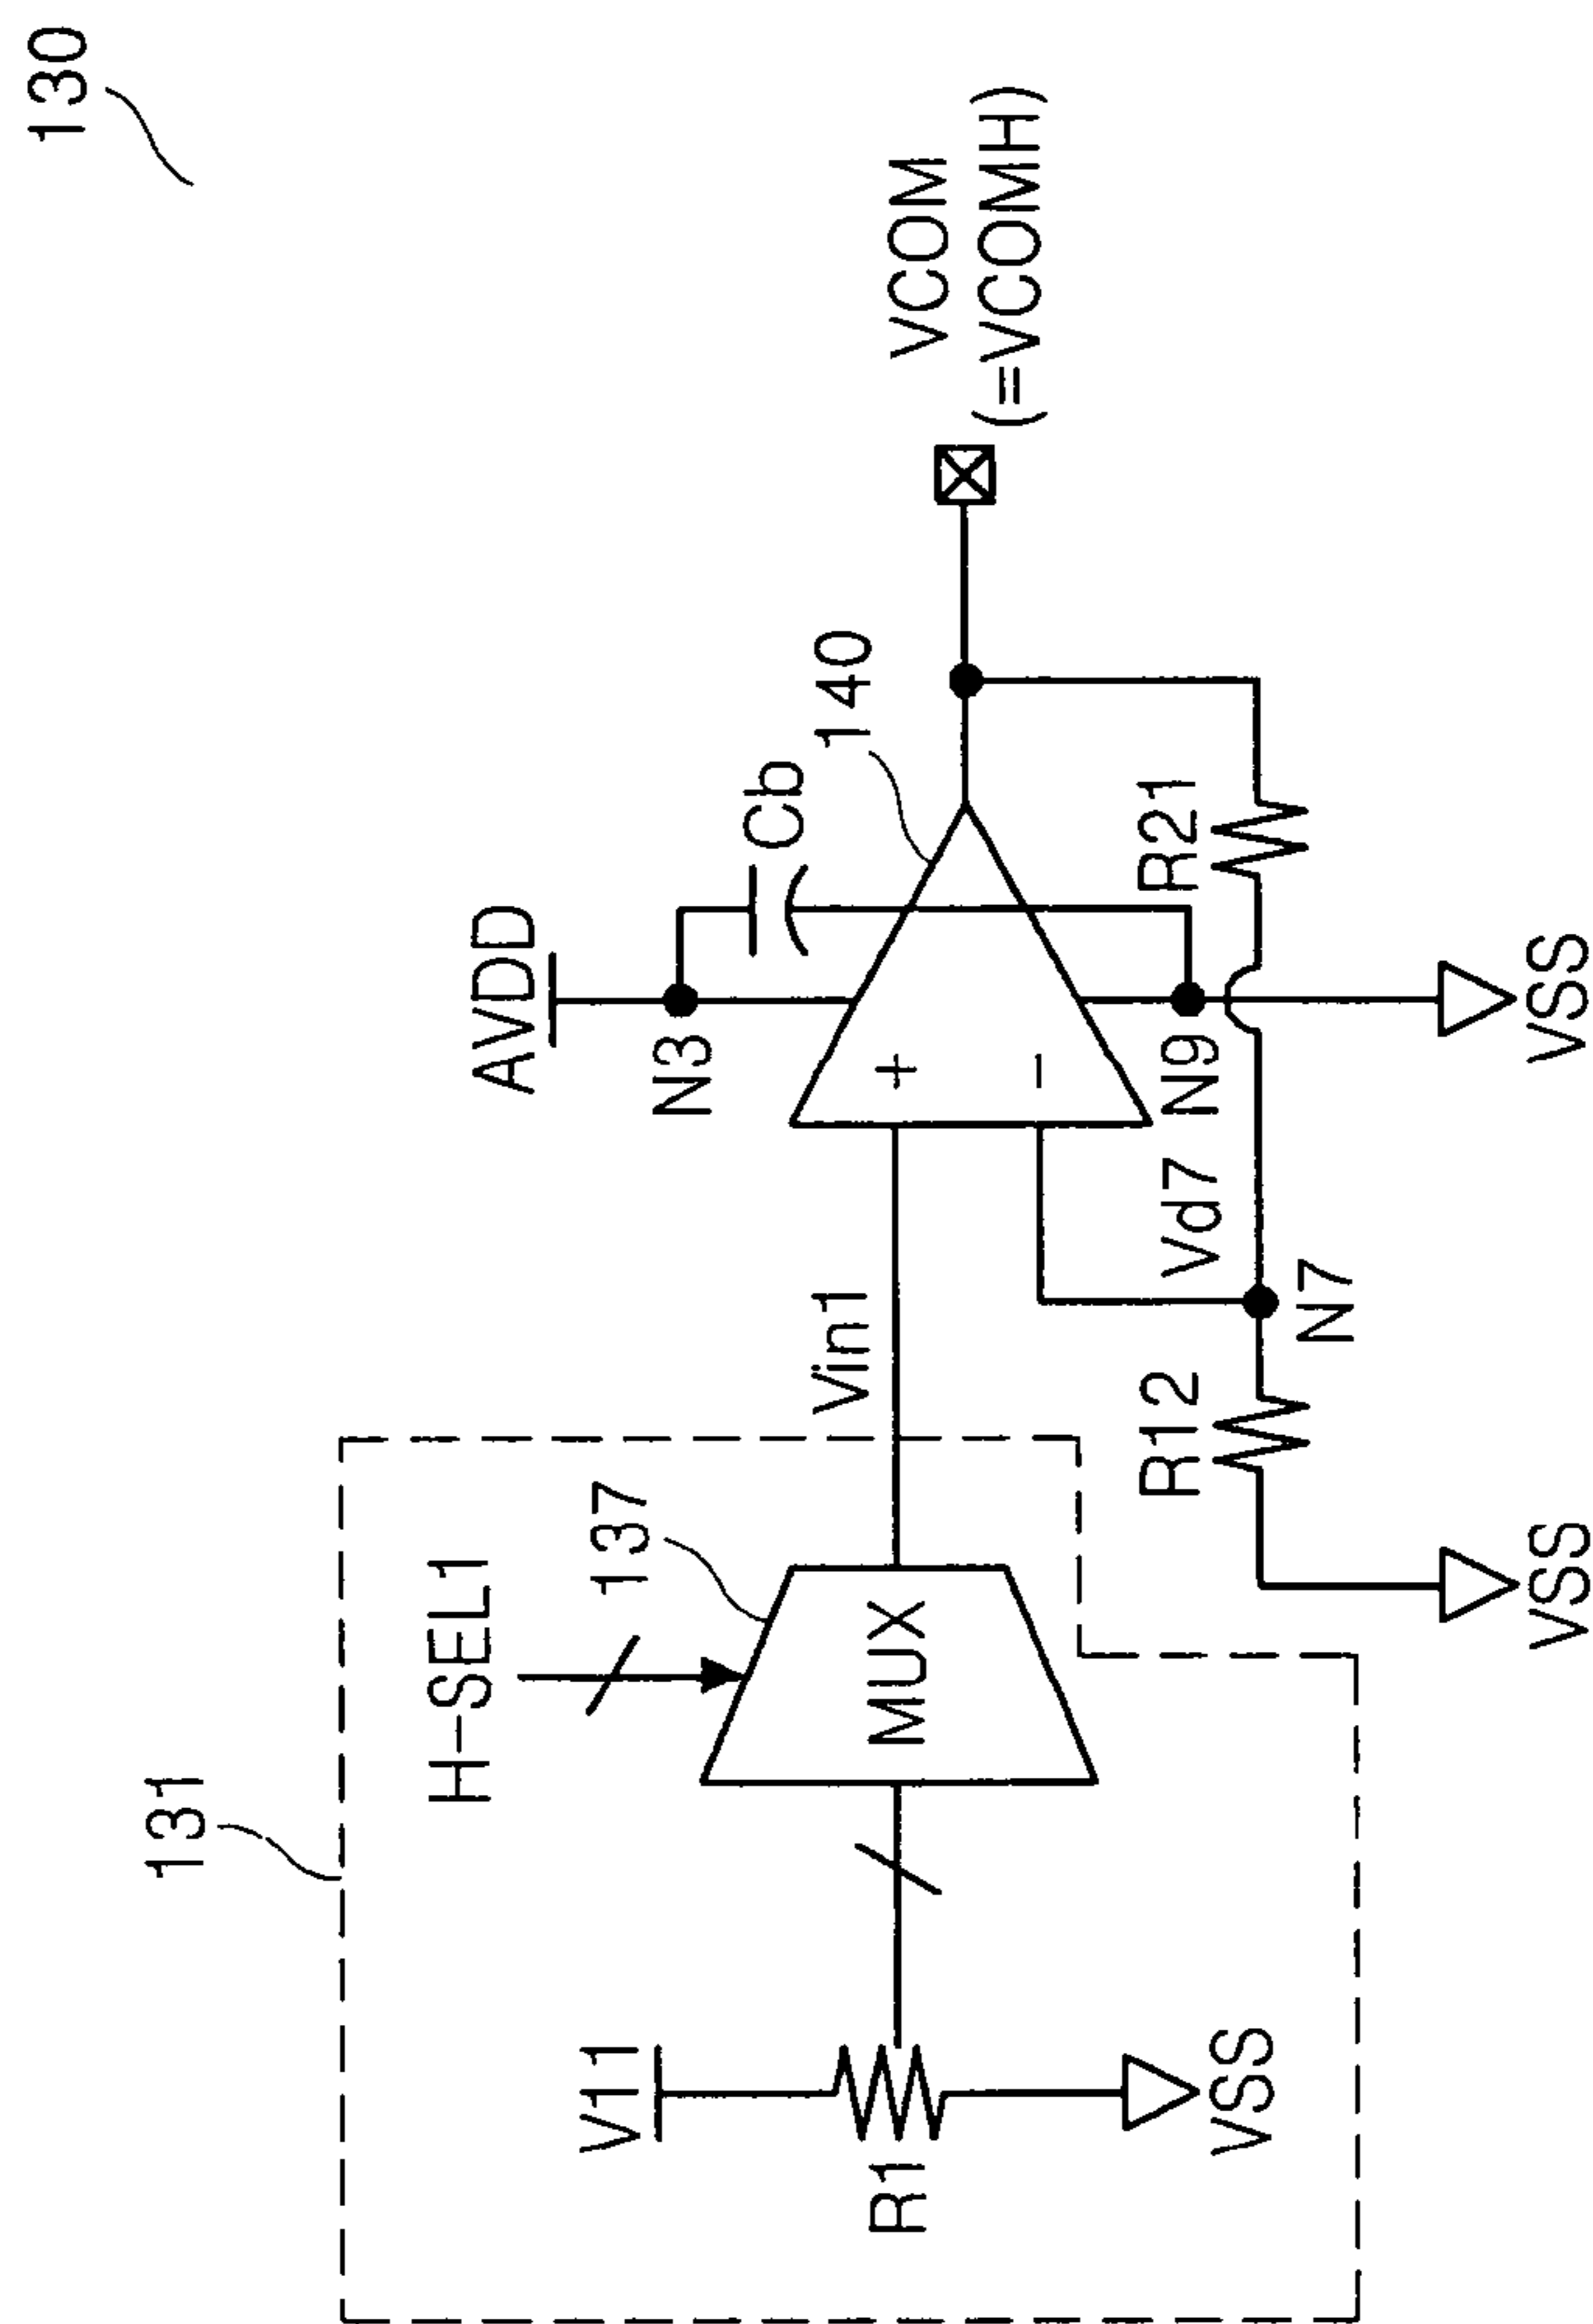 130
131
H-SEL1
137
V11
R1
VSS
MUX
Vin1
AVDD
N3
Cb
140
+
-
VCOM
(=VCOMH)
Vd7
N9
R21
R12
N7
VSS
VSS